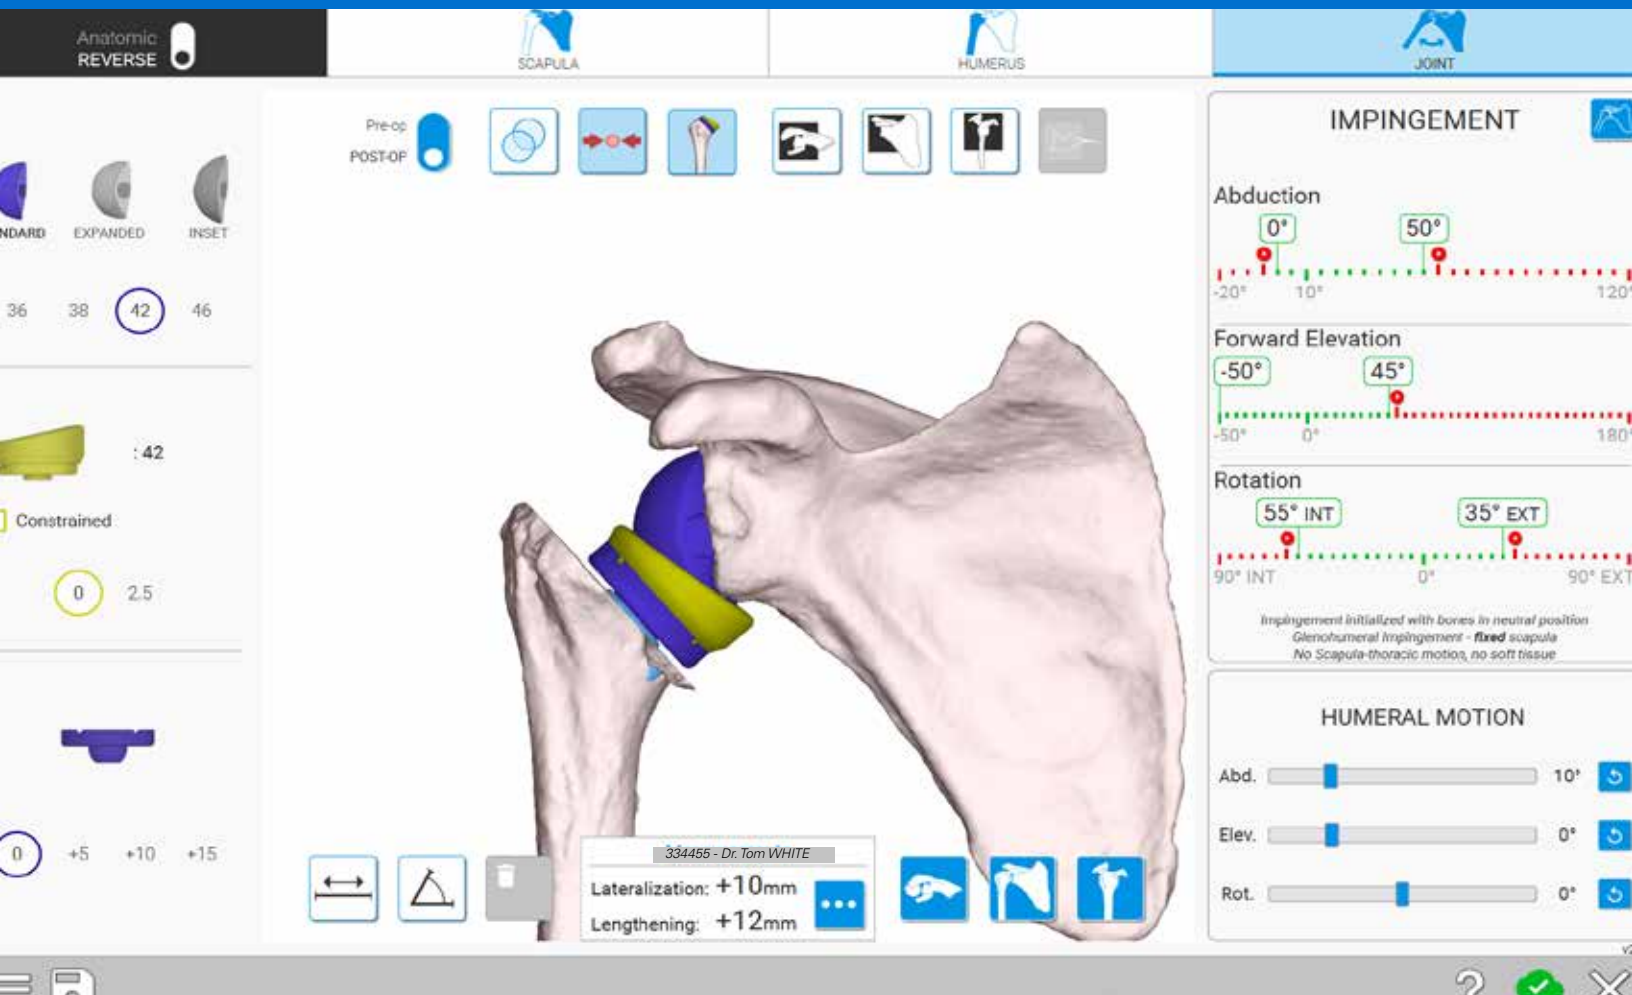 Anatomic
REVERSE
SCAPULA
HUMERUS
JOINT
Pre-op
POST-OP
NDARD EXPANDED INSET
36 38 42 46
: 42
Constrained
0 2.5
0 +5 +10 +15
334455 - Dr. Tom WHITE
Lateralization: +10mm
Lengthening: +12mm
IMPINGEMENT
Abduction
0° 50°
-20° 10° 120°
Forward Elevation
-50° 45°
-50° 0° 180°
Rotation
55° INT 35° EXT
90° INT 0° 90° EXT
Impingement initialized with bones in neutral position
Glenohumeral Impingement - fixed scapula
No Scapula-thoracic motion, no soft tissue
HUMERAL MOTION
Abd. 10°
Elev. 0°
Rot. 0°